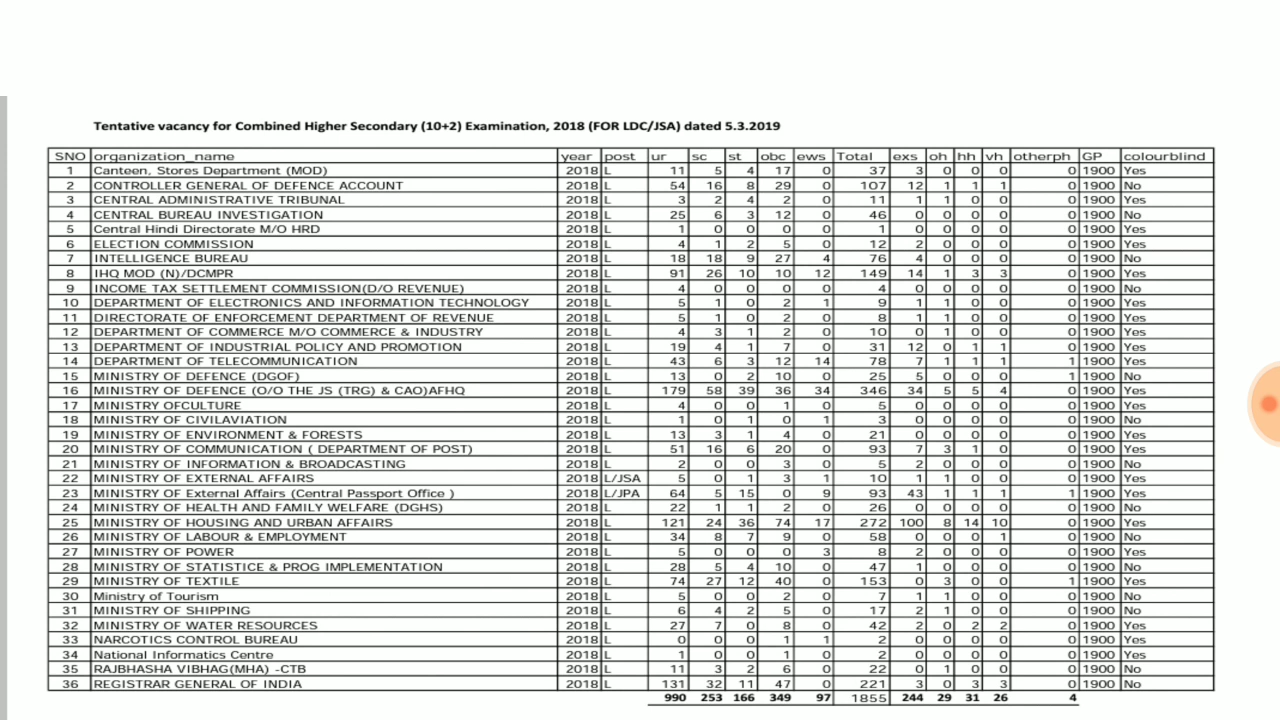 Tentative vacancy for Combined Higher Secondary (10+2) Examination, 2018 (FOR LDC/JSA) dated 5.3.2019
SNO organization_name year post ur sc st obc ews Total exs oh hh vh otherph GP colourblind
1 Canteen, Stores Department (MOD) 2018 L 11 5 4 17 0 37 3 0 0 0 0 1900 Yes
2 CONTROLLER GENERAL OF DEFENCE ACCOUNT 2018 L 54 16 8 29 0 107 12 1 1 1 0 1900 No
3 CENTRAL ADMINISTRATIVE TRIBUNAL 2018 L 3 2 4 2 0 11 1 1 0 0 0 1900 Yes
4 CENTRAL BUREAU INVESTIGATION 2018 L 25 6 3 12 0 46 0 0 0 0 0 1900 No
5 Central Hindi Directorate M/O HRD 2018 L 1 0 0 0 0 1 0 0 0 0 0 1900 Yes
6 ELECTION COMMISSION 2018 L 4 1 2 5 0 12 2 0 0 0 0 1900 Yes
7 INTELLIGENCE BUREAU 2018 L 18 18 9 27 4 76 4 0 0 0 0 1900 No
8 IHQ MOD (N)/DCMPR 2018 L 91 26 10 10 12 149 14 1 3 3 0 1900 Yes
9 INCOME TAX SETTLEMENT COMMISSION(D/O REVENUE) 2018 L 4 0 0 0 0 4 0 0 0 0 0 1900 No
10 DEPARTMENT OF ELECTRONICS AND INFORMATION TECHNOLOGY 2018 L 5 1 0 2 1 9 1 1 0 0 0 1900 Yes
11 DIRECTORATE OF ENFORCEMENT DEPARTMENT OF REVENUE 2018 L 5 1 0 2 0 8 1 1 0 0 0 1900 Yes
12 DEPARTMENT OF COMMERCE M/O COMMERCE & INDUSTRY 2018 L 4 3 1 2 0 10 0 1 0 0 0 1900 Yes
13 DEPARTMENT OF INDUSTRIAL POLICY AND PROMOTION 2018 L 19 4 1 7 0 31 12 0 1 1 0 1900 Yes
14 DEPARTMENT OF TELECOMMUNICATION 2018 L 43 6 3 12 14 78 7 1 1 1 1 1900 Yes
15 MINISTRY OF DEFENCE (DGOF) 2018 L 13 0 2 10 0 25 5 0 0 0 1 1900 No
16 MINISTRY OF DEFENCE (O/O THE JS (TRG) & CAO)AFHQ 2018 L 179 58 39 36 34 346 34 5 5 4 0 1900 Yes
17 MINISTRY OFCULTURE 2018 L 4 0 0 1 0 5 0 0 0 0 0 1900 Yes
18 MINISTRY OF CIVILAVIATION 2018 L 1 0 1 0 1 3 0 0 0 0 0 1900 No
19 MINISTRY OF ENVIRONMENT & FORESTS 2018 L 13 3 1 4 0 21 0 0 0 0 0 1900 Yes
20 MINISTRY OF COMMUNICATION ( DEPARTMENT OF POST) 2018 L 51 16 6 20 0 93 7 3 1 0 0 1900 Yes
21 MINISTRY OF INFORMATION & BROADCASTING 2018 L 2 0 0 3 0 5 2 0 0 0 0 1900 No
22 MINISTRY OF EXTERNAL AFFAIRS 2018 L/JSA 5 0 1 3 1 10 1 1 0 0 0 1900 Yes
23 MINISTRY OF External Affairs (Central Passport Office ) 2018 L/JPA 64 5 15 0 9 93 43 1 1 1 1 1900 Yes
24 MINISTRY OF HEALTH AND FAMILY WELFARE (DGHS) 2018 L 22 1 1 2 0 26 0 0 0 0 0 1900 No
25 MINISTRY OF HOUSING AND URBAN AFFAIRS 2018 L 121 24 36 74 17 272 100 8 14 10 0 1900 Yes
26 MINISTRY OF LABOUR & EMPLOYMENT 2018 L 34 8 7 9 0 58 0 0 0 1 0 1900 No
27 MINISTRY OF POWER 2018 L 5 0 0 0 3 8 2 0 0 0 0 1900 Yes
28 MINISTRY OF STATISTICE & PROG IMPLEMENTATION 2018 L 28 5 4 10 0 47 1 0 0 0 0 1900 No
29 MINISTRY OF TEXTILE 2018 L 74 27 12 40 0 153 0 3 0 0 1 1900 Yes
30 Ministry of Tourism 2018 L 5 0 0 2 0 7 1 1 0 0 0 1900 No
31 MINISTRY OF SHIPPING 2018 L 6 4 2 5 0 17 2 1 0 0 0 1900 No
32 MINISTRY OF WATER RESOURCES 2018 L 27 7 0 8 0 42 2 0 2 2 0 1900 Yes
33 NARCOTICS CONTROL BUREAU 2018 L 0 0 0 1 1 2 0 0 0 0 0 1900 Yes
34 National Informatics Centre 2018 L 1 0 0 1 0 2 0 0 0 0 0 1900 Yes
35 RAJBHASHA VIBHAG(MHA) -CTB 2018 L 11 3 2 6 0 22 0 1 0 0 0 1900 No
36 REGISTRAR GENERAL OF INDIA 2018 L 131 32 11 47 0 221 3 0 3 3 0 1900 No
990 253 166 349 97 1855 244 29 31 26 4